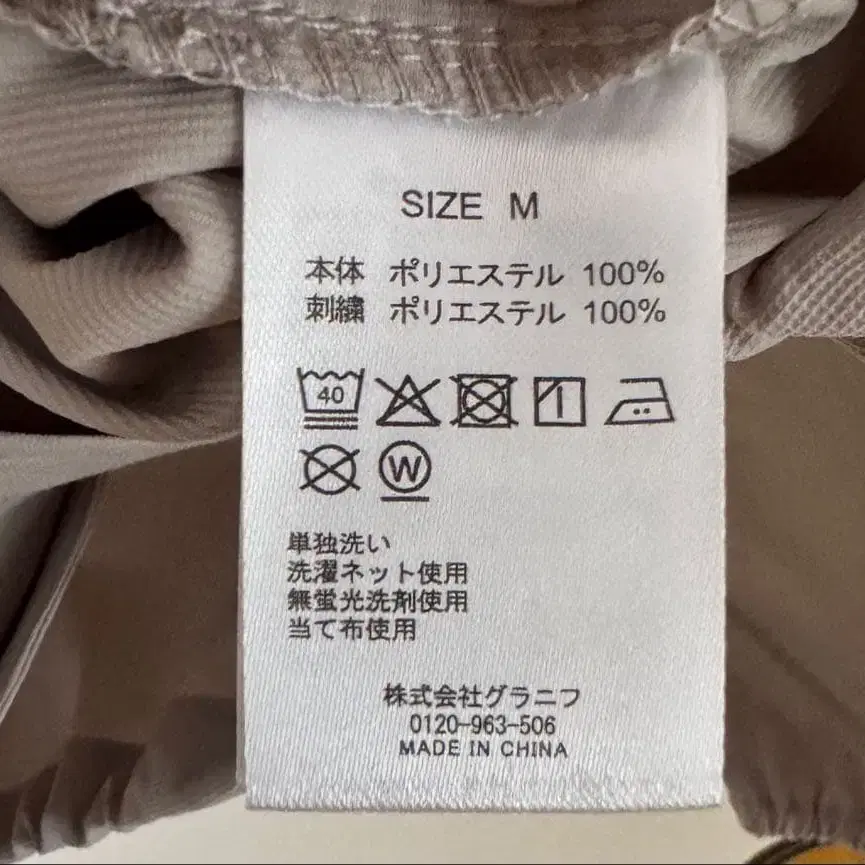 SIZE M
本体 ポリエステル 100%
刺繍 ポリエステル 100%
40
W
単独洗い
洗濯ネット使用
無蛍光洗剤使用
当て布使用
株式会社グラニフ
0120-963-506
MADE IN CHINA